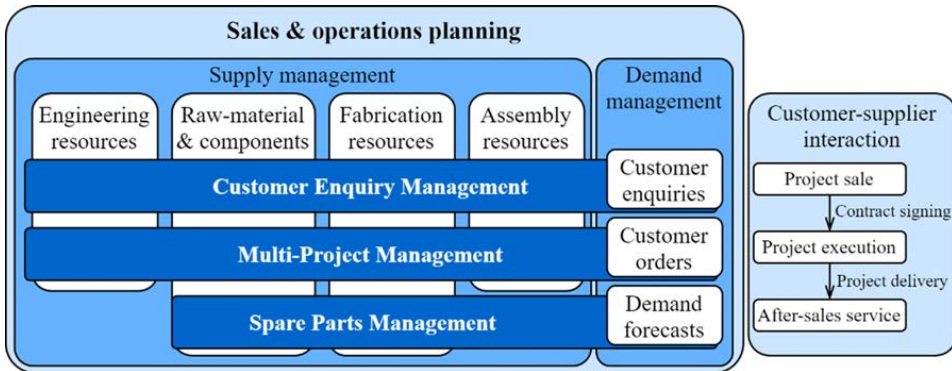 Sales & operations planning
Supply management
Demand
management
Engineering
resources
Raw-material
& components
Fabrication
resources
Assembly
resources
Customer Enquiry Management
Customer
enquiries
Multi-Project Management
Customer
orders
Spare Parts Management
Demand
forecasts
Customer-supplier
interaction
Project sale
Contract signing
Project execution
Project delivery
After-sales service